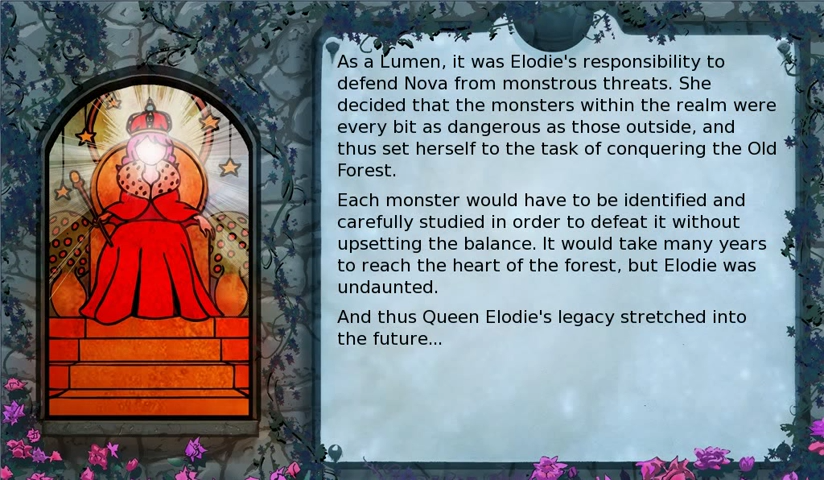 As a Lumen, it was Elodie's responsibility to
defend Nova from monstrous threats. She
decided that the monsters within the realm were
every bit as dangerous as those outside, and
thus set herself to the task of conquering the Old
Forest.
Each monster would have to be identified and
carefully studied in order to defeat it without
upsetting the balance. It would take many years
to reach the heart of the forest, but Elodie was
undaunted.
And thus Queen Elodie's legacy stretched into
the future...